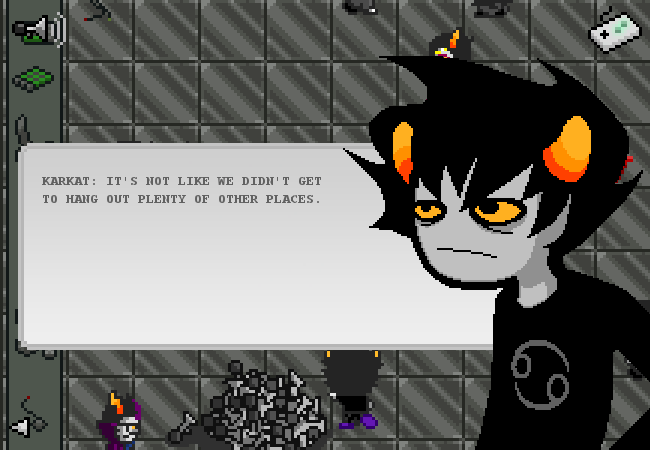 KARKAT: IT'S NOT LIKE WE DIDN'T GET
TO HANG OUT PLENTY OF OTHER PLACES.